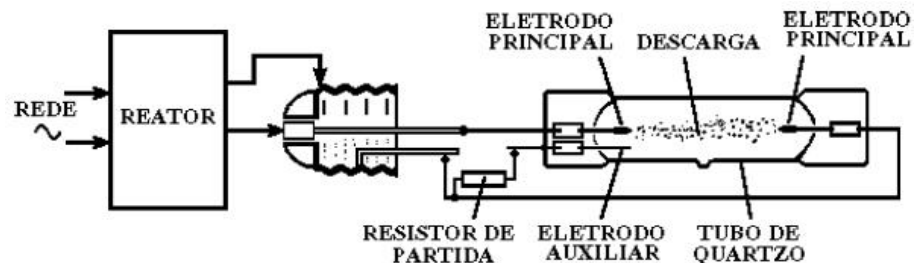 ELETRODO
PRINCIPAL
DESCARGA
ELETRODO
PRINCIPAL
REDE
REATOR
RESISTOR DE
PARTIDA
ELETRODO
AUXILIAR
TUBO DE
QUARTZO